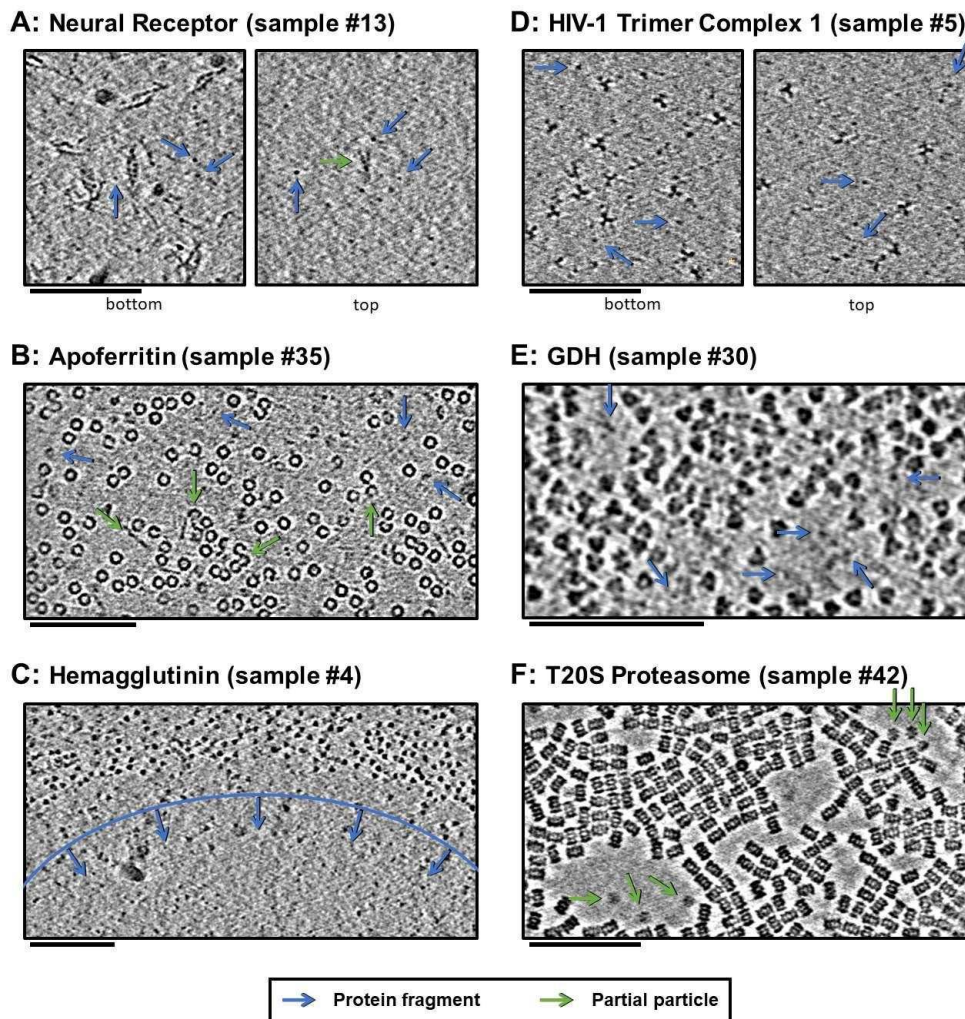 A: Neural Receptor (sample #13)
bottom
top
D: HIV-1 Trimer Complex 1 (sample #5)
bottom
top
B: Apoferritin (sample #35)
E: GDH (sample #30)
C: Hemagglutinin (sample #4)
F: T20S Proteasome (sample #42)
Protein fragment
Partial particle